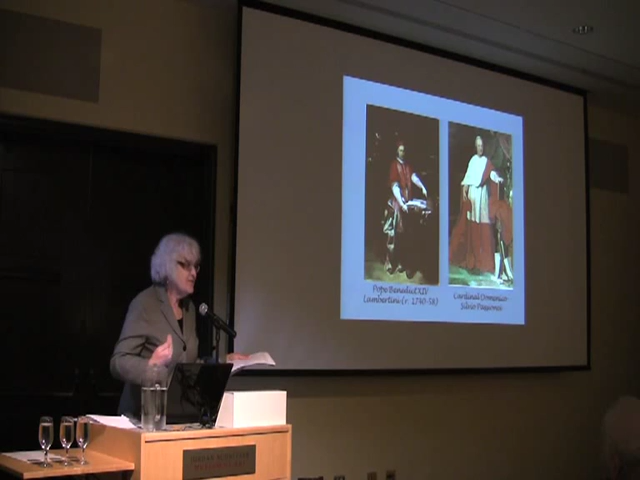 Pope Benedict XIV
Lambertini (r. 1740-58)
Cardinal Domenico
Silvio Passionei